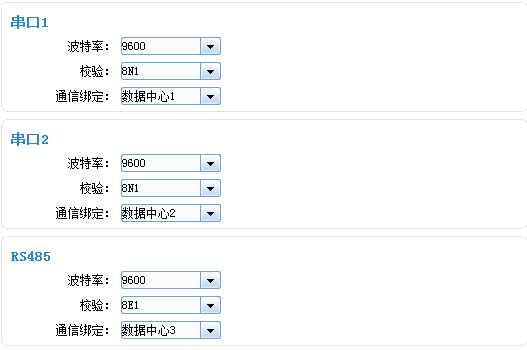 串口1
波特率： 9600
校验： 8N1
通信绑定： 数据中心1
串口2
波特率： 9600
校验： 8N1
通信绑定： 数据中心2
RS485
波特率： 9600
校验： 8E1
通信绑定： 数据中心3